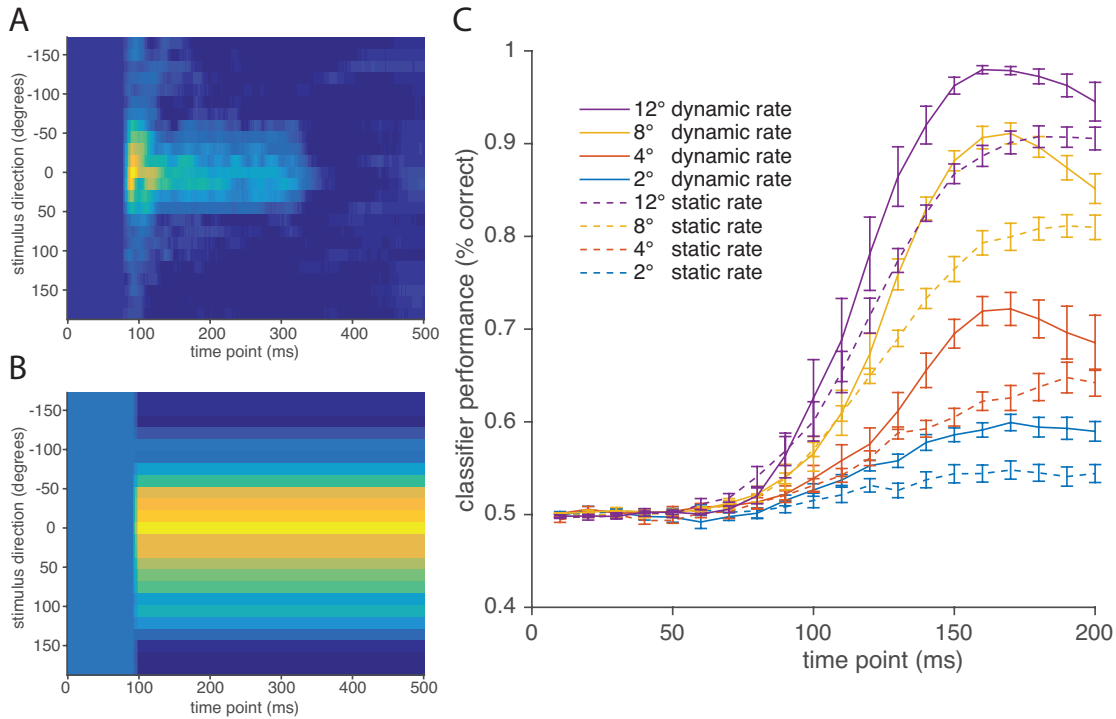 A
stimulus direction (degrees)
-150
-100
-50
0
50
100
150
0
100
200
300
400
500
time point (ms)
B
stimulus direction (degrees)
-150
-100
-50
0
50
100
150
0
100
200
300
400
500
time point (ms)
C
classifier performance (% correct)
1
0.9
0.8
0.7
0.6
0.5
0.4
12° dynamic rate
8° dynamic rate
4° dynamic rate
2° dynamic rate
12° static rate
8° static rate
4° static rate
2° static rate
0
50
100
150
200
time point (ms)